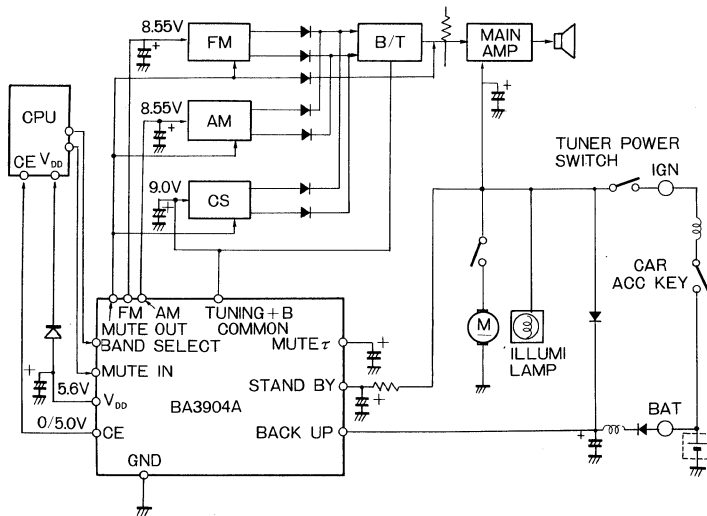 8.55V
+
FM
B/T
MAIN
AMP
+
8.55V
+
AM
CPU
CE VDD
9.0V
+
CS
TUNER POWER
SWITCH
IGN
CAR
ACC KEY
FM AM
MUTE OUT
TUNING+B
COMMON
BAND SELECT
MUTE τ
+
MUTE IN
+
5.6V
VDD
BA3904A
STAND BY
+
M
ILLUMI
LAMP
0/5.0V
CE
BACK UP
BAT
+
GND